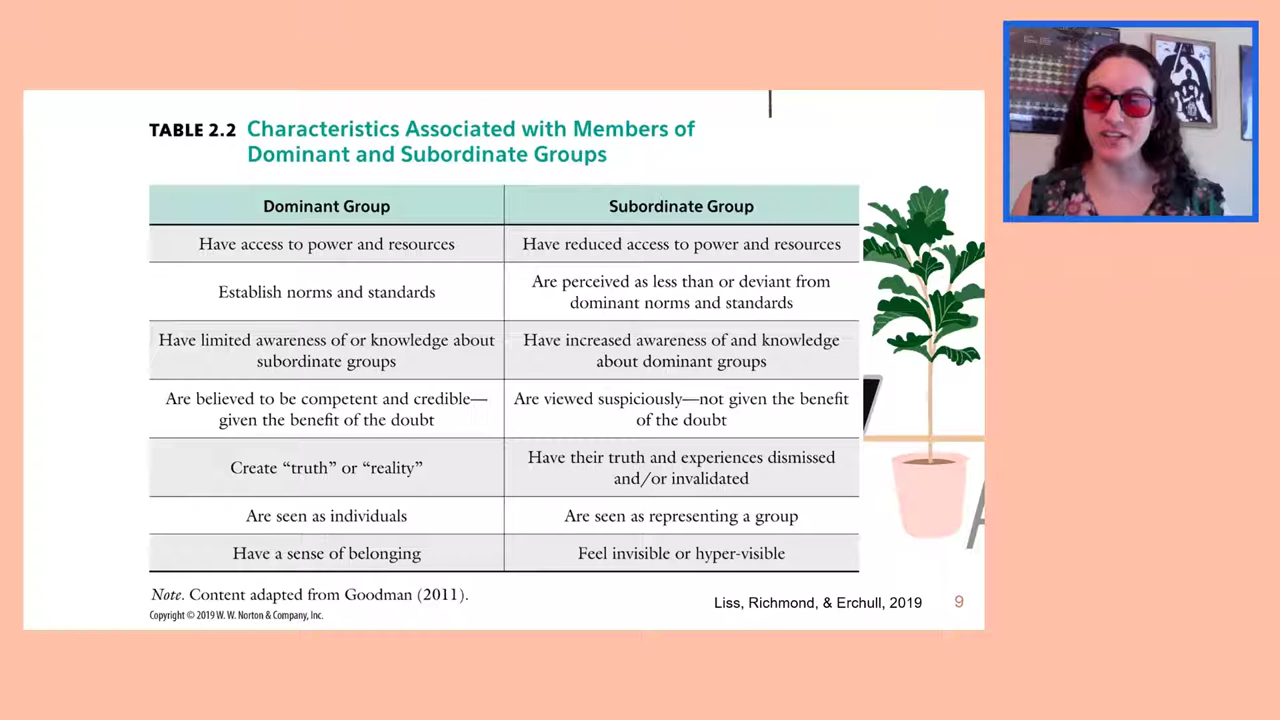 TABLE 2.2 Characteristics Associated with Members of
Dominant and Subordinate Groups
Dominant Group
Subordinate Group
Have access to power and resources
Have reduced access to power and resources
Establish norms and standards
Are perceived as less than or deviant from
dominant norms and standards
Have limited awareness of or knowledge about
subordinate groups
Have increased awareness of and knowledge
about dominant groups
Are believed to be competent and credible—
given the benefit of the doubt
Are viewed suspiciously—not given the benefit
of the doubt
Create “truth” or “reality”
Have their truth and experiences dismissed
and/or invalidated
Are seen as individuals
Are seen as representing a group
Have a sense of belonging
Feel invisible or hyper-visible
Note. Content adapted from Goodman (2011).
Copyright © 2019 W. W. Norton & Company, Inc.
Liss, Richmond, & Erchull, 2019
9